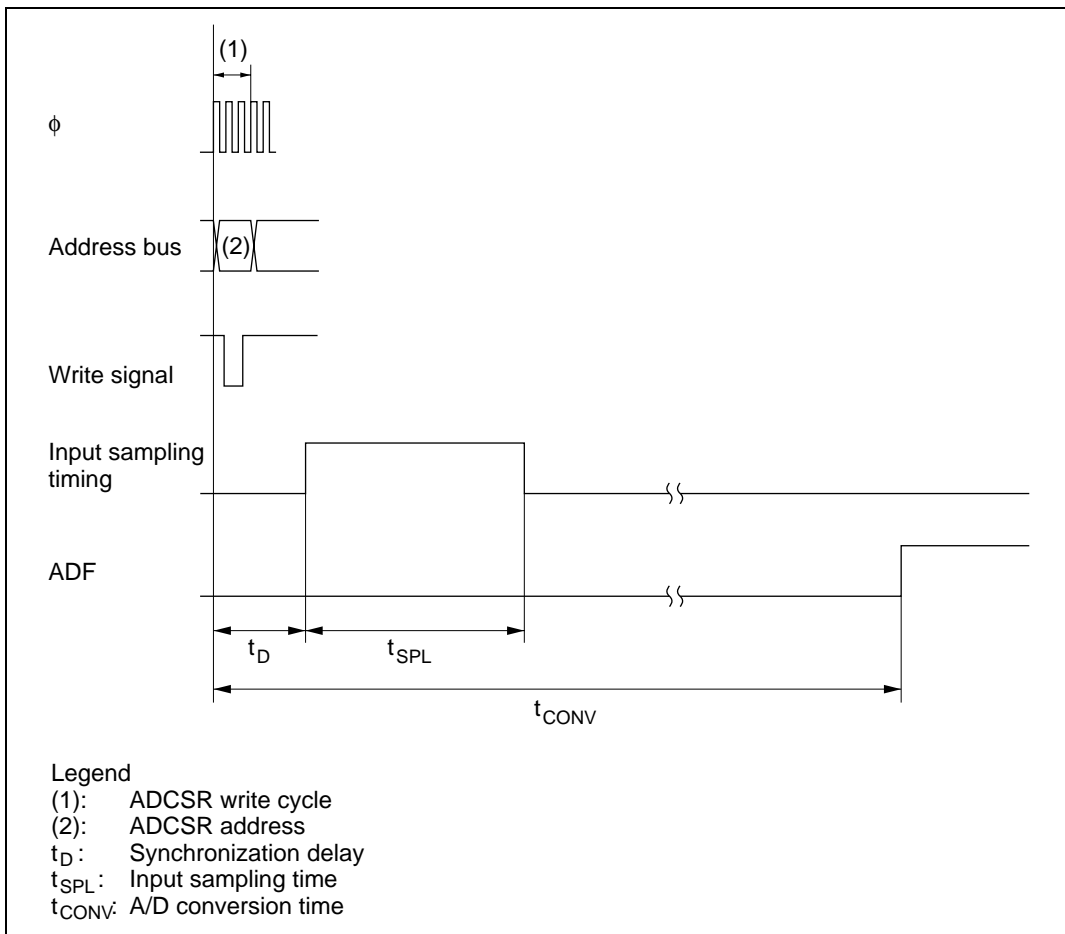 (1)
ϕ
Address bus
(2)
Write signal
Input sampling
timing
ADF
tD
tSPL
tCONV
Legend
(1): ADCSR write cycle
(2): ADCSR address
tD : Synchronization delay
tSPL : Input sampling time
tCONV: A/D conversion time